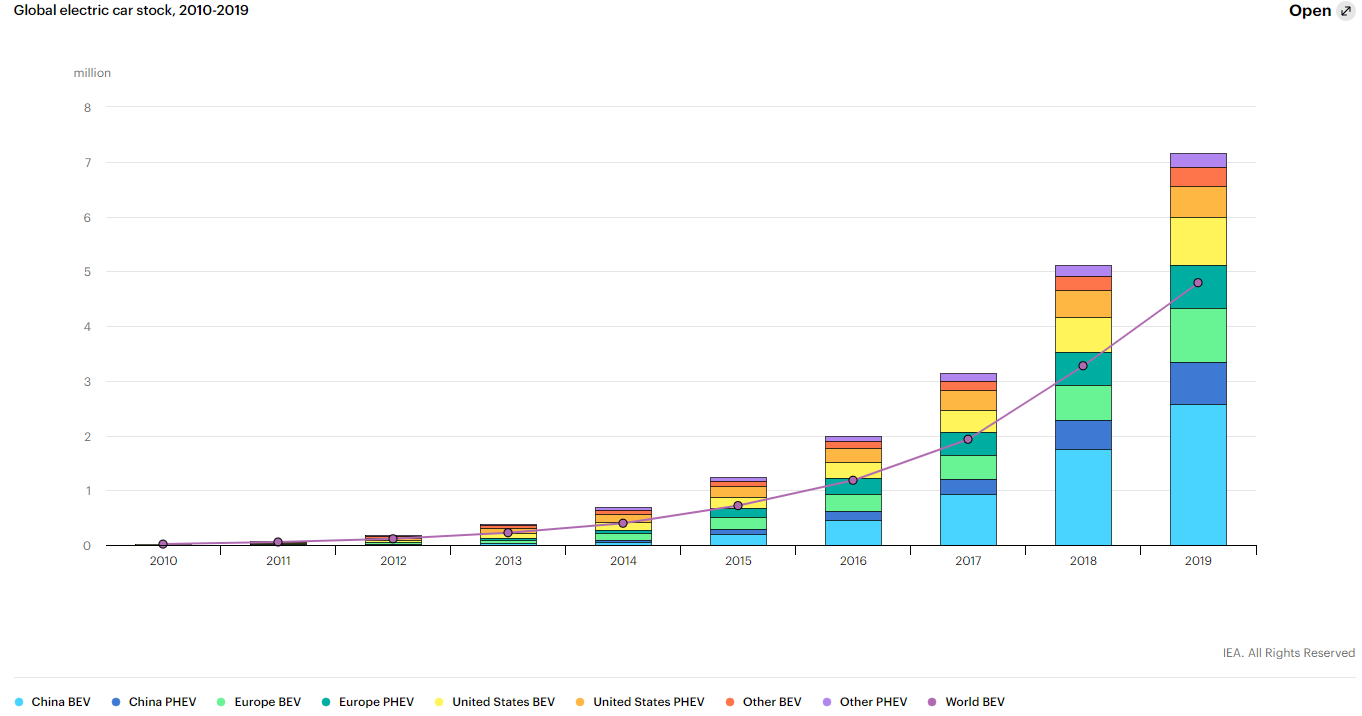 Global electric car stock, 2010-2019
Open
million
8
7
6
5
4
3
2
1
0
2010 2011 2012 2013 2014 2015 2016 2017 2018 2019
IEA. All Rights Reserved
China BEV China PHEV Europe BEV Europe PHEV United States BEV United States PHEV Other BEV Other PHEV World BEV